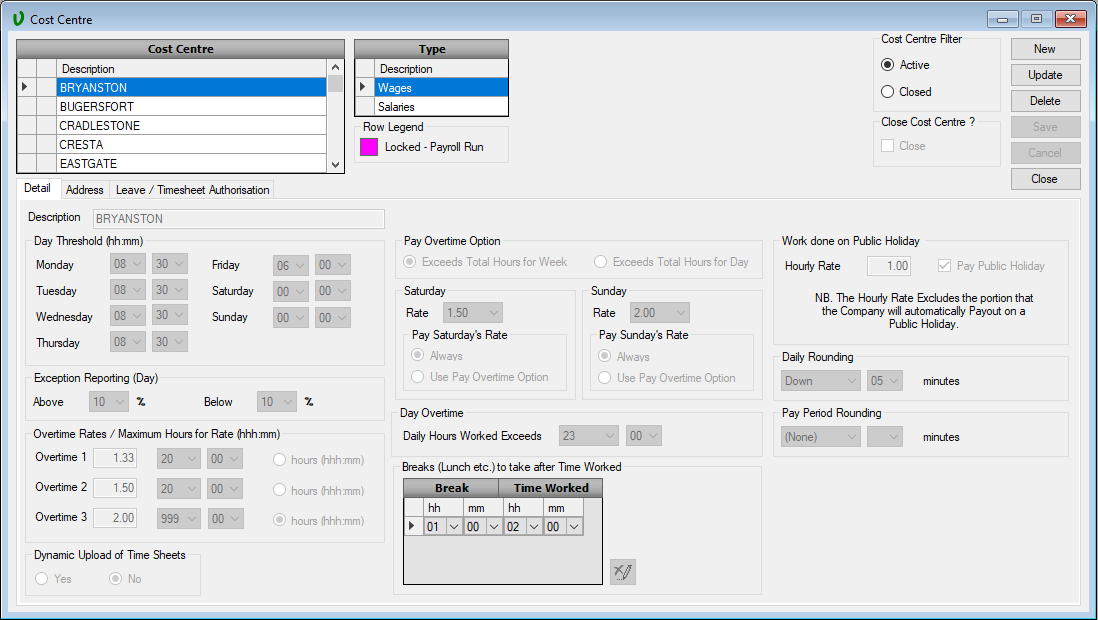 Cost Centre
Cost Centre
Description
BRYANSTON
BUGERSFORT
CRADLESTONE
CRESTA
EASTGATE
Type
Description
Wages
Salaries
Row Legend
Locked - Payroll Run
Cost Centre Filter
Active
Closed
Close Cost Centre ?
Close
New
Update
Delete
Save
Cancel
Close
Detail Address Leave / Timesheet Authorisation
Description BRYANSTON
Day Threshold (hh:mm)
Monday 08 30 Friday 06 00
Tuesday 08 30 Saturday 00 00
Wednesday 08 30 Sunday 00 00
Thursday 08 30
Exception Reporting (Day)
Above 10 % Below 10 %
Overtime Rates / Maximum Hours for Rate (hhh:mm)
Overtime 1 1.33 20 00 hours (hhh:mm)
Overtime 2 1.50 20 00 hours (hhh:mm)
Overtime 3 2.00 999 00 hours (hhh:mm)
Dynamic Upload of Time Sheets
Yes No
Pay Overtime Option
Exceeds Total Hours for Week Exceeds Total Hours for Day
Saturday
Rate 1.50
Pay Saturday's Rate
Always
Use Pay Overtime Option
Sunday
Rate 2.00
Pay Sunday's Rate
Always
Use Pay Overtime Option
Day Overtime
Daily Hours Worked Exceeds 23 00
Breaks (Lunch etc.) to take after Time Worked
Break Time Worked
hh mm hh mm
01 00 02 00
Work done on Public Holiday
Hourly Rate 1.00 Pay Public Holiday
NB. The Hourly Rate Excludes the portion that
the Company will automatically Payout on a
Public Holiday.
Daily Rounding
Down 05 minutes
Pay Period Rounding
(None) minutes